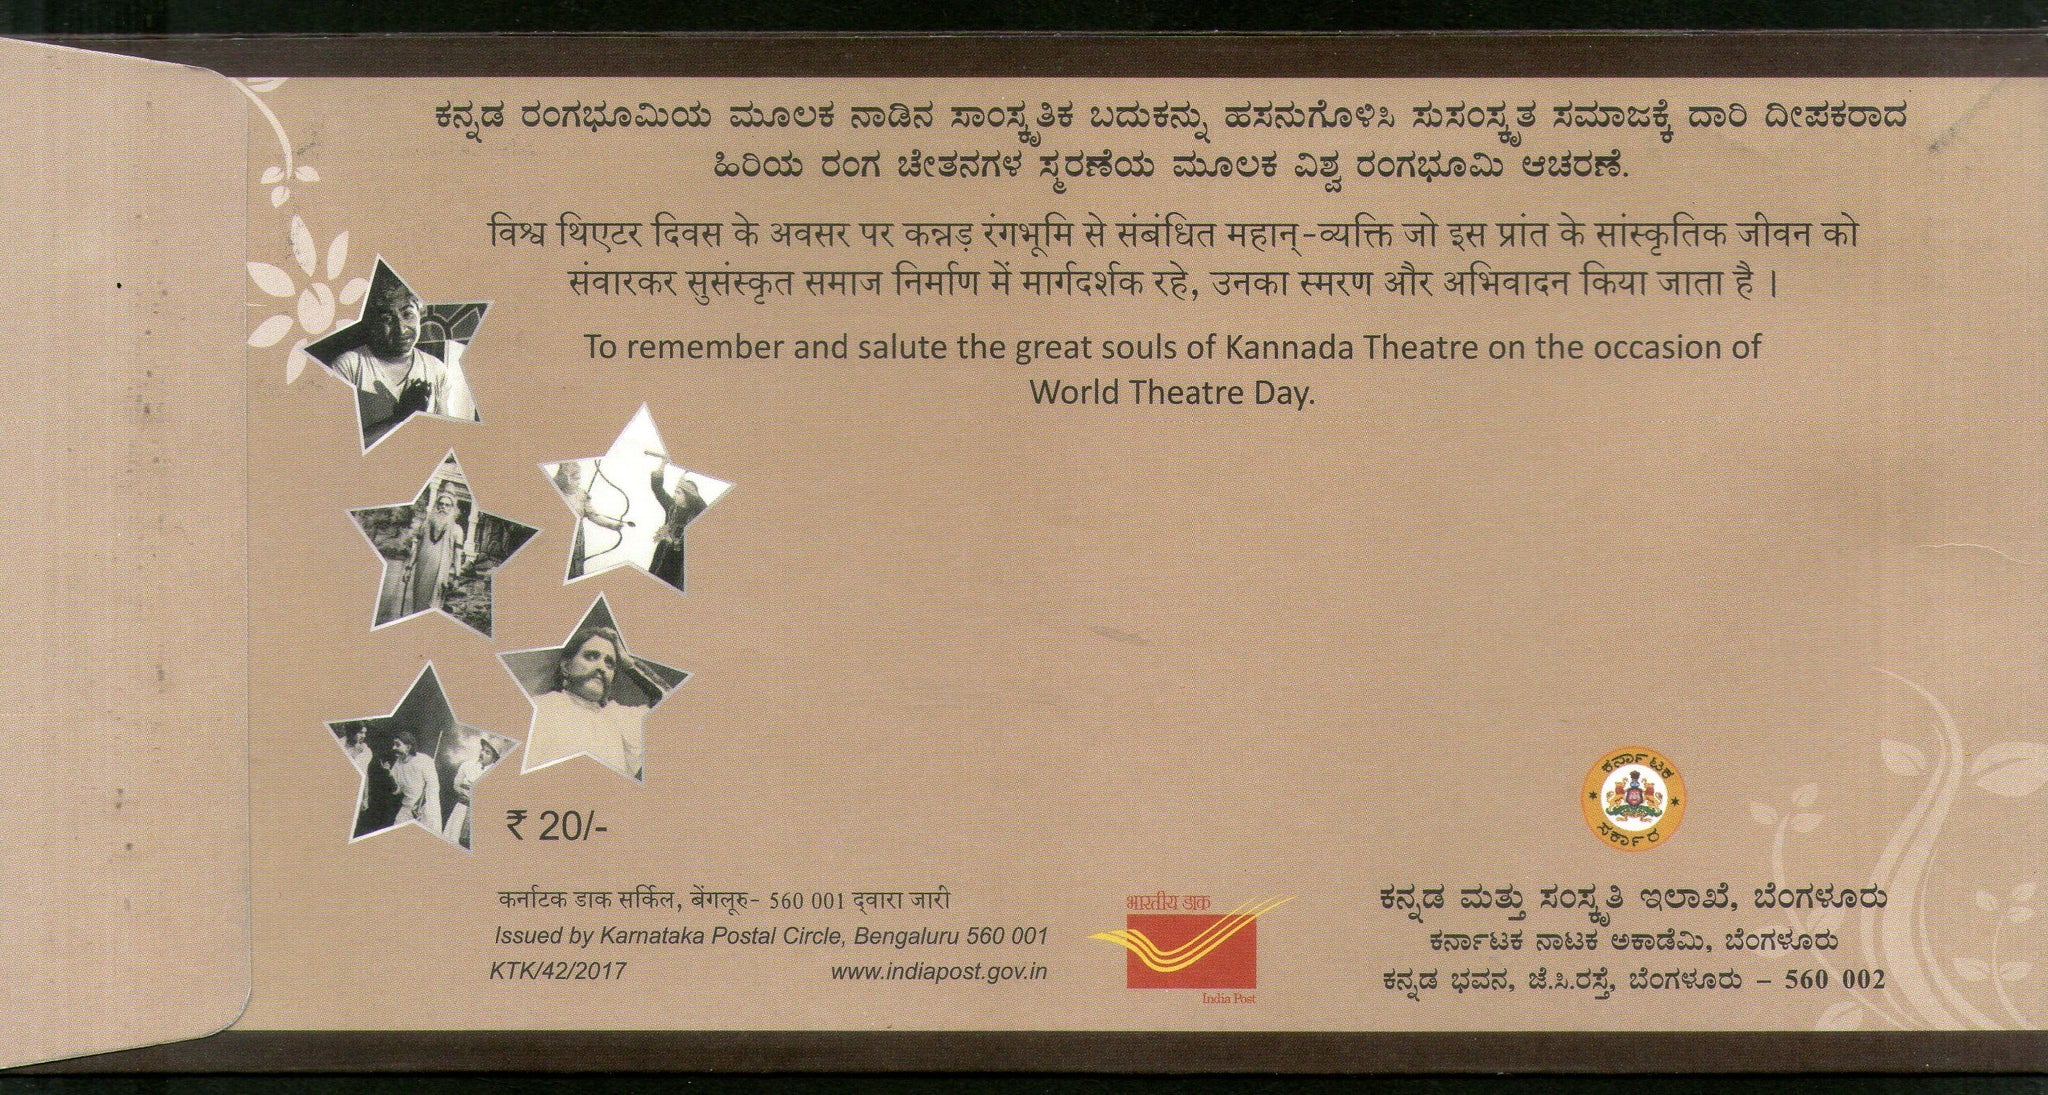 ಕನ್ನಡ ರಂಗಭೂಮಿಯ ಮೂಲಕ ನಾಡಿನ ಸಾಂಸ್ಕೃತಿಕ ಬದುಕನ್ನು ಹಸನುಗೊಳಿಸಿ ಸುಸಂಸ್ಕೃತ ಸಮಾಜಕ್ಕೆ ದಾರಿ ದೀಪಕರಾದ
ಹಿರಿಯ ರಂಗ ಚೇತನಗಳ ಸ್ಮರಣೆಯ ಮೂಲಕ ವಿಶ್ವ ರಂಗಭೂಮಿ ಆಚರಣೆ.
विश्व थिएटर दिवस के अवसर पर कन्नड़ रंगभूमि से संबंधित महान्-व्यक्ति जो इस प्रांत के सांस्कृतिक जीवन को
संवारकर सुसंस्कृत समाज निर्माण में मार्गदर्शक रहे, उनका स्मरण और अभिवादन किया जाता है ।
To remember and salute the great souls of Kannada Theatre on the occasion of
World Theatre Day.
₹ 20/-
कर्नाटक डाक सर्किल, बेंगलूरु- 560 001 द्वारा जारी
Issued by Karnataka Postal Circle, Bengaluru 560 001
KTK/42/2017 www.indiapost.gov.in
भारतीय डाक
India Post
ಕರ್ನಾಟಕ
ಸರ್ಕಾರ
ಕನ್ನಡ ಮತ್ತು ಸಂಸ್ಕೃತಿ ಇಲಾಖೆ, ಬೆಂಗಳೂರು
ಕರ್ನಾಟಕ ನಾಟಕ ಅಕಾಡೆಮಿ, ಬೆಂಗಳೂರು
ಕನ್ನಡ ಭವನ, ಜೆ.ಸಿ.ರಸ್ತೆ, ಬೆಂಗಳೂರು – 560 002